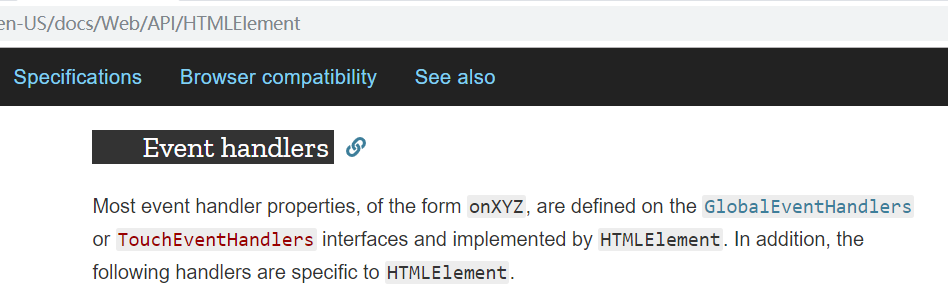 en-US/docs/Web/API/HTMLElement
Specifications Browser compatibility See also
Event handlers
Most event handler properties, of the form onXYZ, are defined on the GlobalEventHandlers
or TouchEventHandlers interfaces and implemented by HTMLElement. In addition, the
following handlers are specific to HTMLElement.